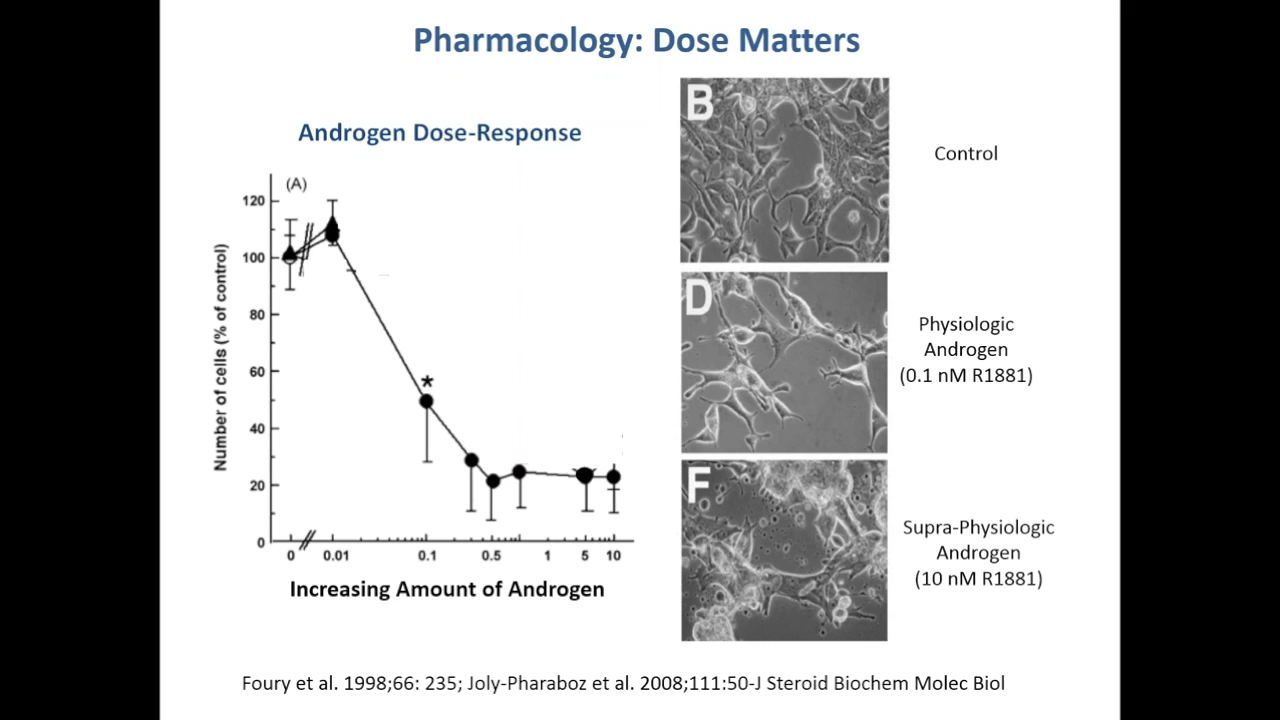 Pharmacology: Dose Matters
Androgen Dose-Response
(A)
Number of cells (% of control)
120
100
80
60
40
20
0
*
0 0.01 0.1 0.5 1 5 10
Increasing Amount of Androgen
B
Control
D
Physiologic
Androgen
(0.1 nM R1881)
F
Supra-Physiologic
Androgen
(10 nM R1881)
Foury et al. 1998;66: 235; Joly-Pharaboz et al. 2008;111:50-J Steroid Biochem Molec Biol